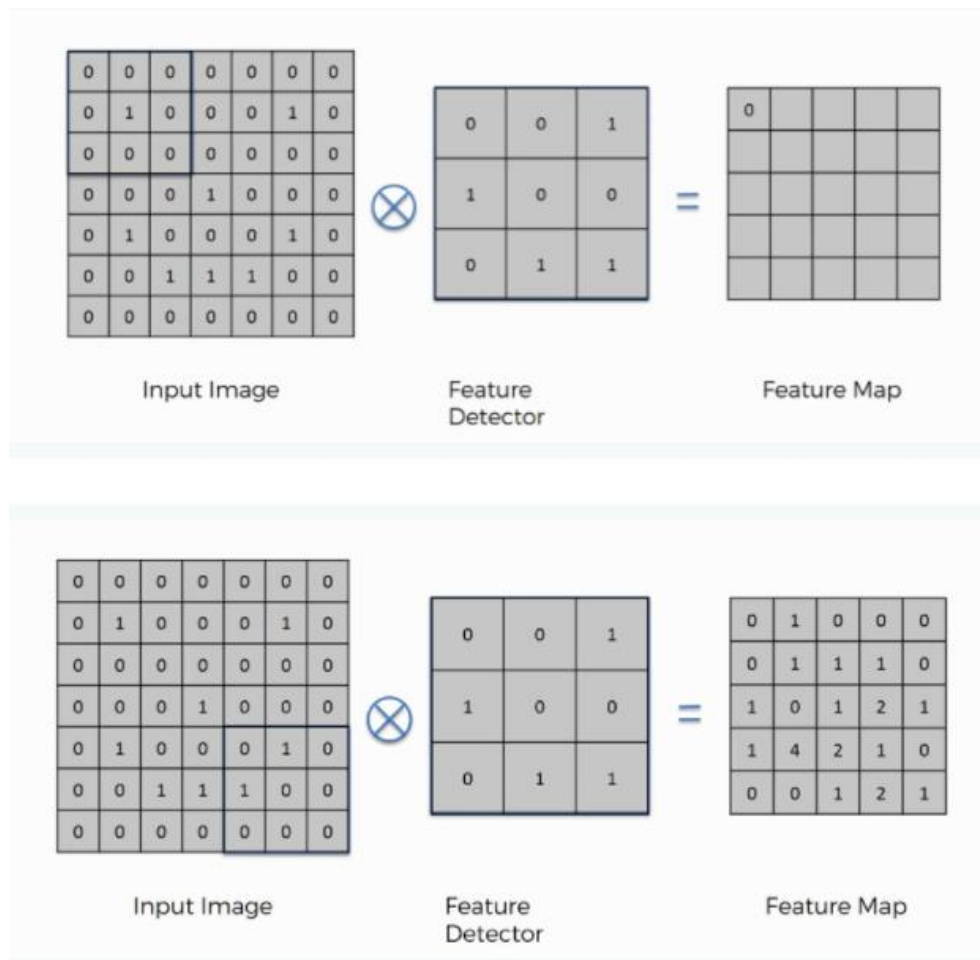 0 0 0 0 0 0 0
0 1 0 0 0 1 0
0 0 0 0 0 0 0
0 0 0 1 0 0 0
0 1 0 0 0 1 0
0 0 1 1 1 0 0
0 0 0 0 0 0 0
0 0 1
1 0 0
0 1 1
=
0
Input Image
Feature
Detector
Feature Map
0 0 0 0 0 0 0
0 1 0 0 0 1 0
0 0 0 0 0 0 0
0 0 0 1 0 0 0
0 1 0 0 0 1 0
0 0 1 1 1 0 0
0 0 0 0 0 0 0
0 0 1
1 0 0
0 1 1
=
0 1 0 0 0
0 1 1 1 0
1 0 1 2 1
1 4 2 1 0
0 0 1 2 1
Input Image
Feature
Detector
Feature Map